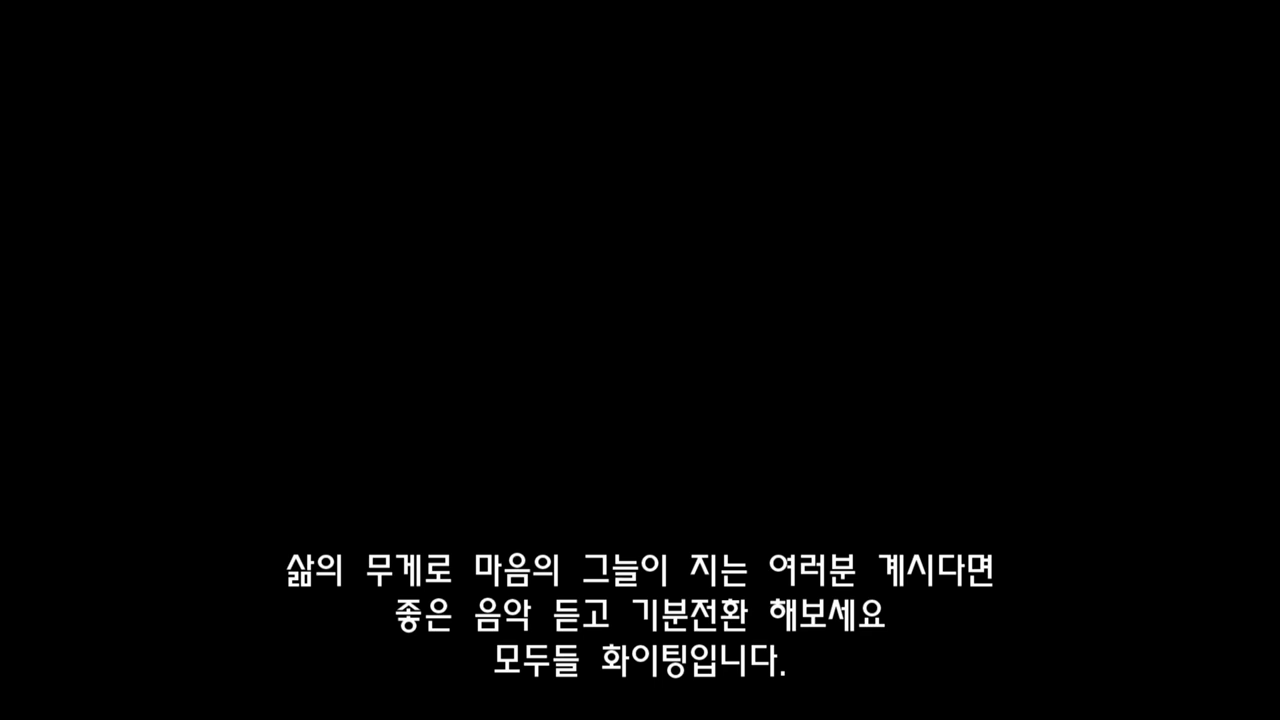 삶의 무게로 마음의 그늘이 지는 여러분 계시다면
좋은 음악 듣고 기분전환 해보세요
모두들 화이팅입니다.